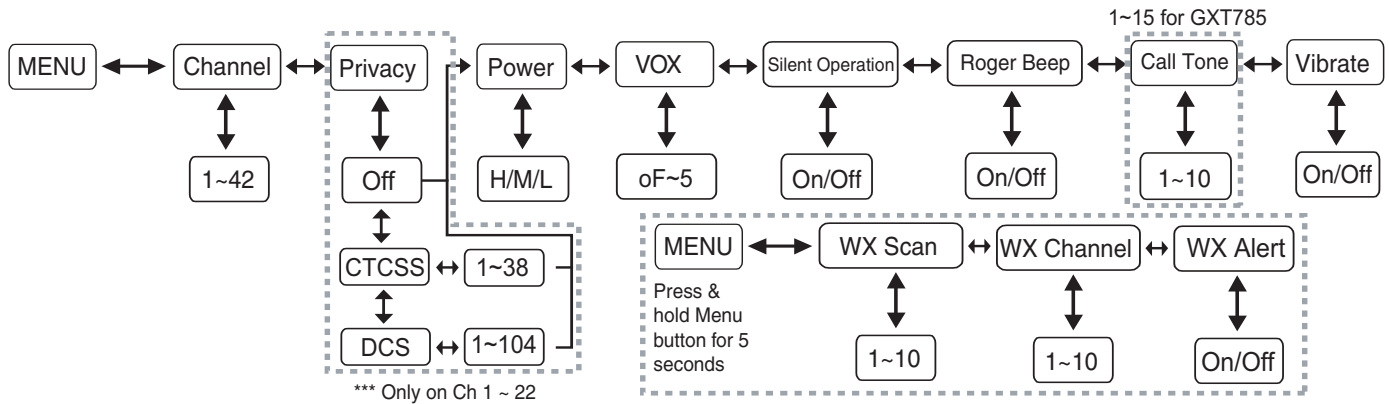 1~15 for GXT785
MENU
Channel
Privacy
Power
VOX
Silent Operation
Roger Beep
Call Tone
Vibrate
1~42
Off
H/M/L
oF~5
On/Off
On/Off
1~10
On/Off
CTCSS
1~38
DCS
1~104
*** Only on Ch 1 ~ 22
MENU
WX Scan
WX Channel
WX Alert
Press &
hold Menu
button for 5
seconds
1~10
1~10
On/Off